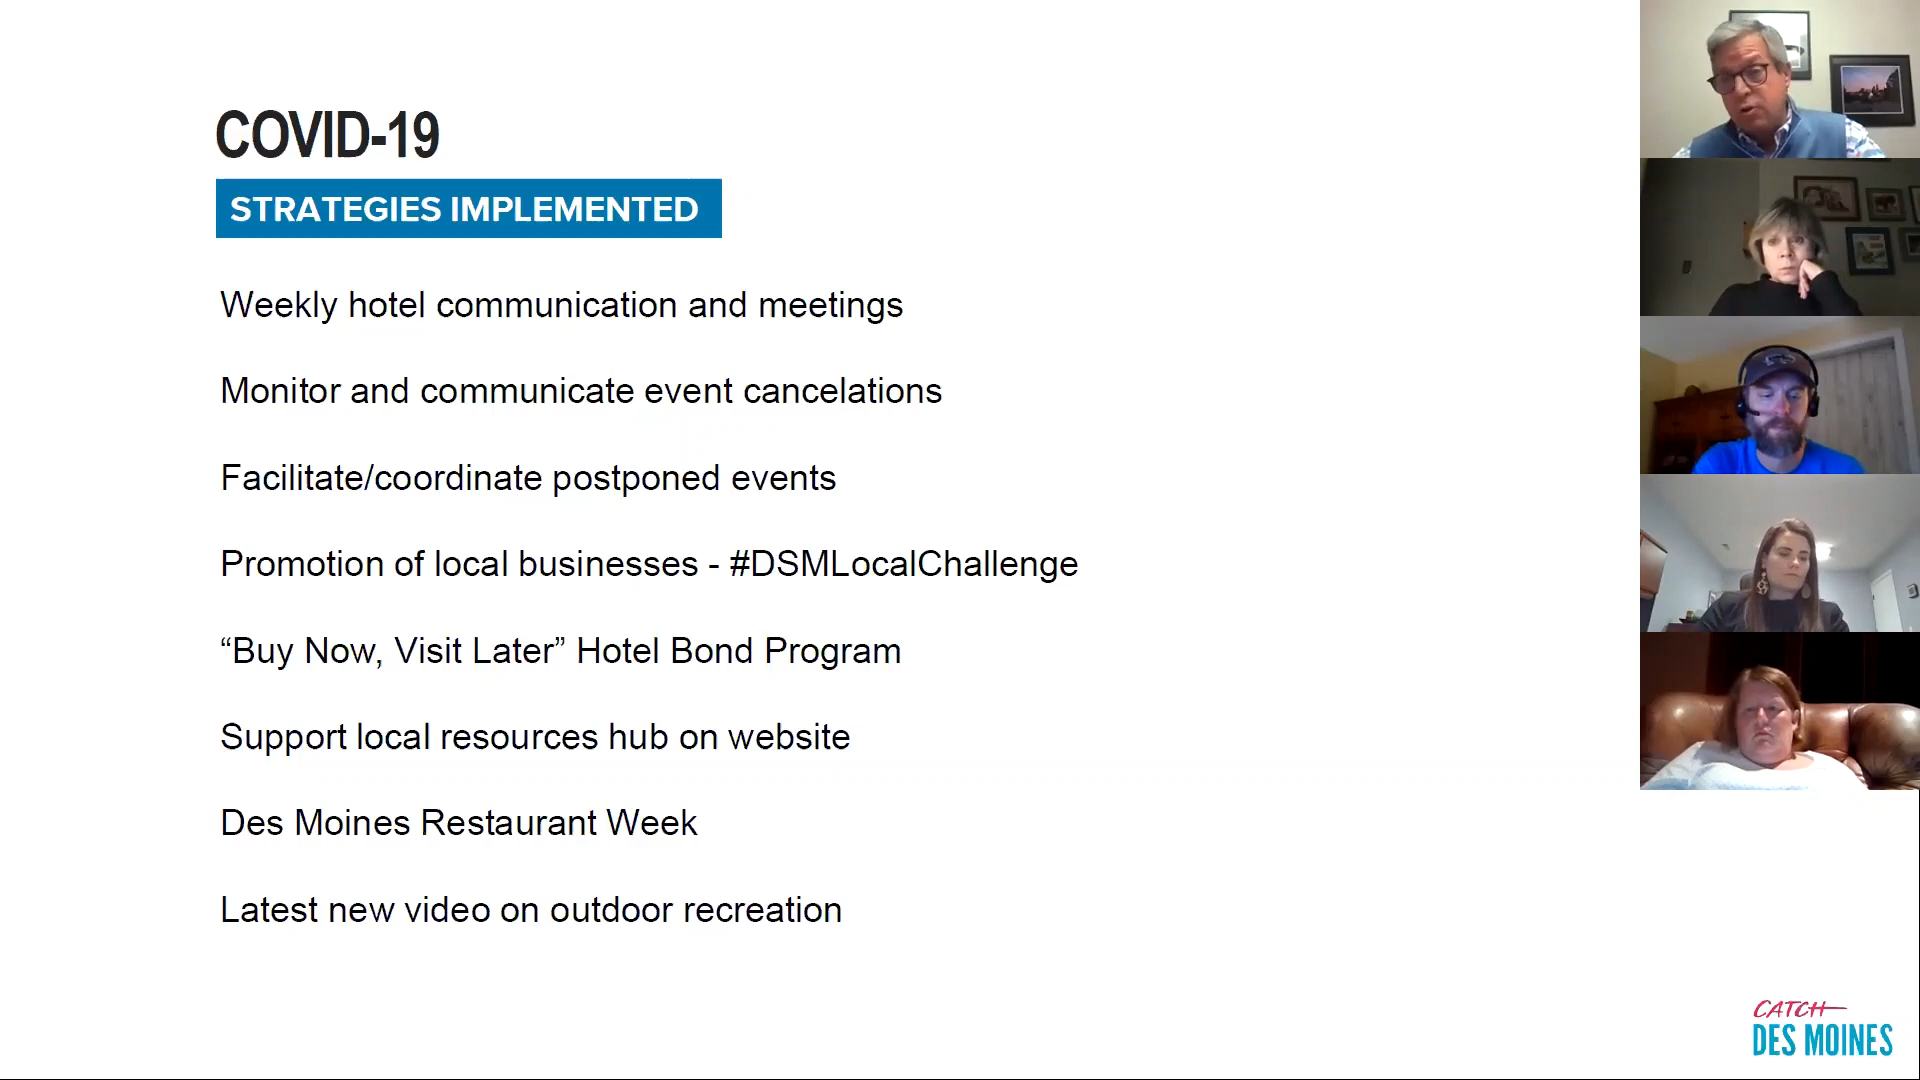 COVID-19
STRATEGIES IMPLEMENTED
Weekly hotel communication and meetings
Monitor and communicate event cancelations
Facilitate/coordinate postponed events
Promotion of local businesses - #DSMLocalChallenge
“Buy Now, Visit Later” Hotel Bond Program
Support local resources hub on website
Des Moines Restaurant Week
Latest new video on outdoor recreation
CATCH
DES MOINES